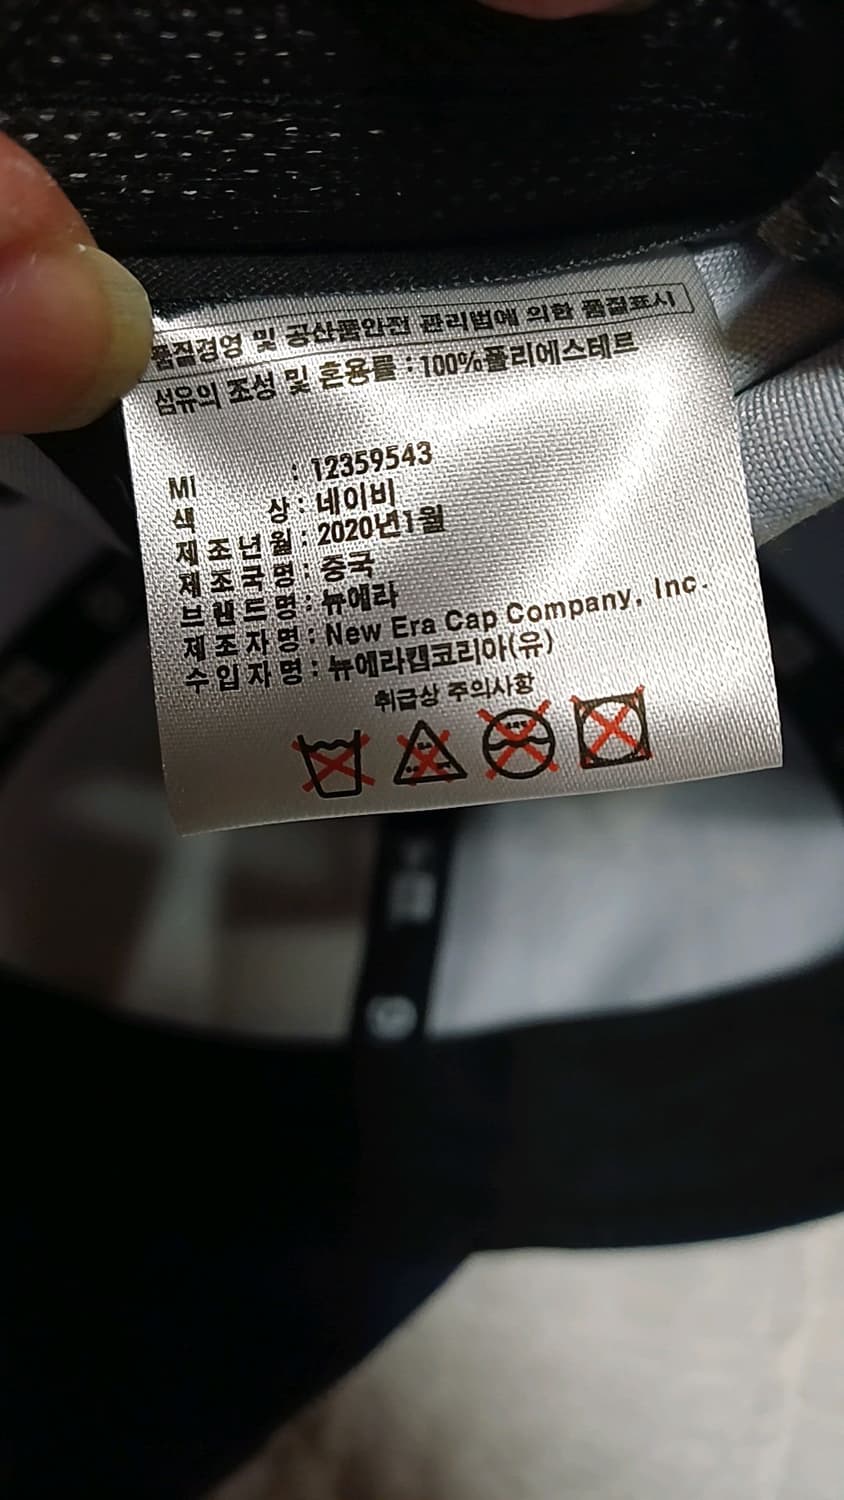 품질경영 및 공산품안전 관리법에 의한 품질표시
섬유의 조성 및 혼용률 : 100%폴리에스테르
MI : 12359543
색 상 : 네이비
제조년월 : 2020년1월
제조국명 : 중국
브랜드명 : 뉴에라
제조자명 : New Era Cap Company, Inc.
수입자명 : 뉴에라캡코리아(유)
취급상 주의사항